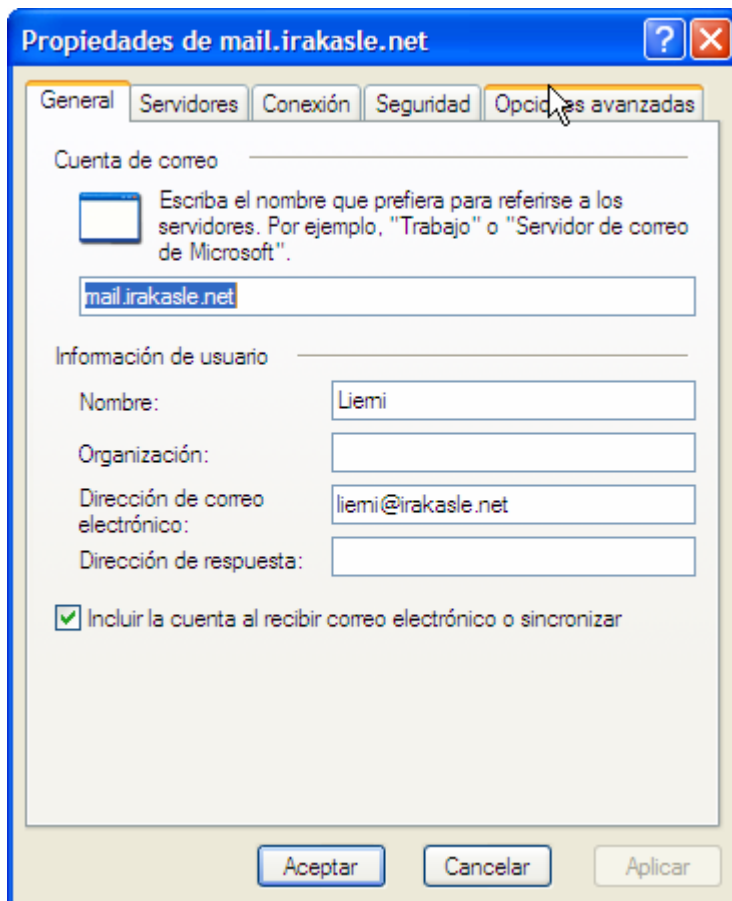 Propiedades de mail.irakasle.net
General Servidores Conexión Seguridad Opciones avanzadas
Cuenta de correo
Escriba el nombre que prefiera para referirse a los
servidores. Por ejemplo, "Trabajo" o "Servidor de correo
de Microsoft".
mail.irakasle.net
Información de usuario
Nombre: Liemi
Organización:
Dirección de correo
electrónico: liemi@irakasle.net
Dirección de respuesta:
Incluir la cuenta al recibir correo electrónico o sincronizar
Aceptar Cancelar Aplicar